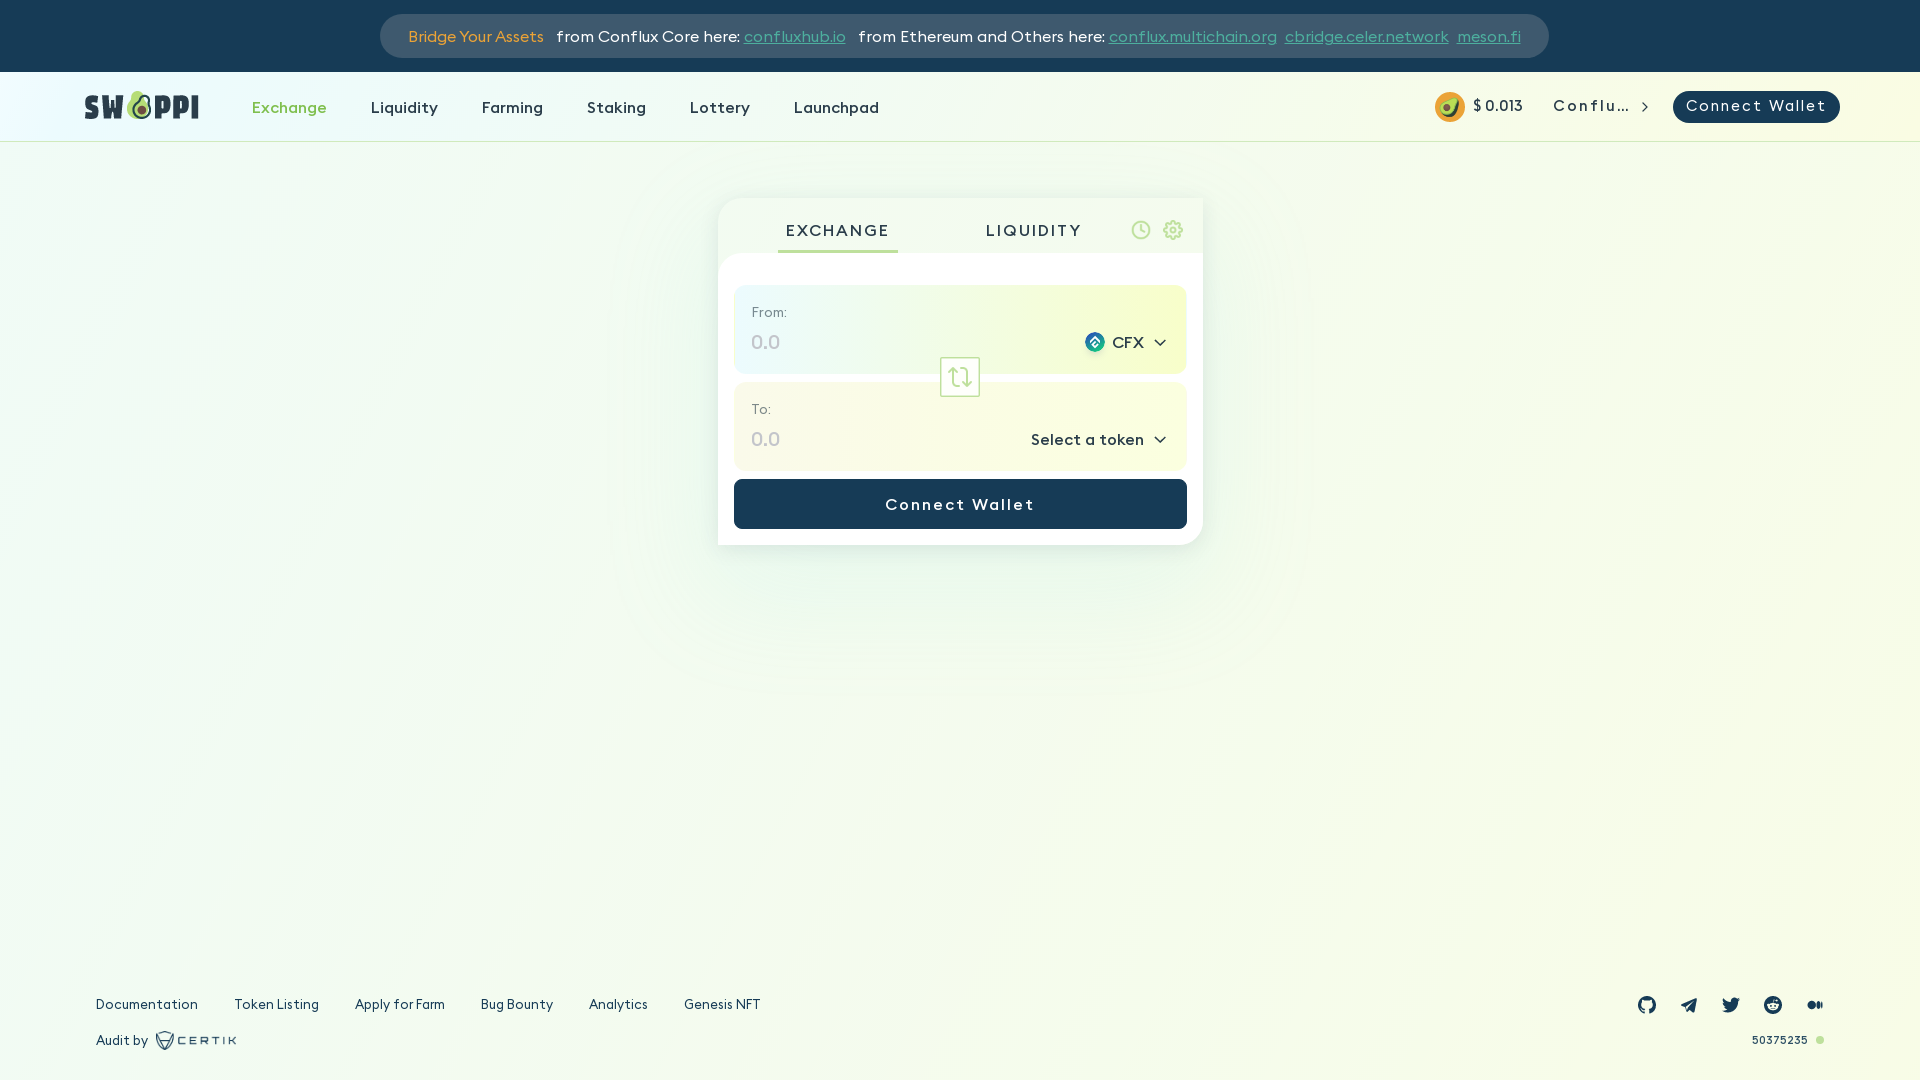 Bridge Your Assets from Conflux Core here: confluxhub.io from Ethereum and Others here: conflux.multichain.org cbridge.celer.network meson.fi
SWAPPI Exchange Liquidity Farming Staking Lottery Launchpad $ 0.013 Conflu... Connect Wallet
EXCHANGE LIQUIDITY
From:
0.0 CFX
To:
0.0 Select a token
Connect Wallet
Documentation Token Listing Apply for Farm Bug Bounty Analytics Genesis NFT
Audit by CERTIK 50375235